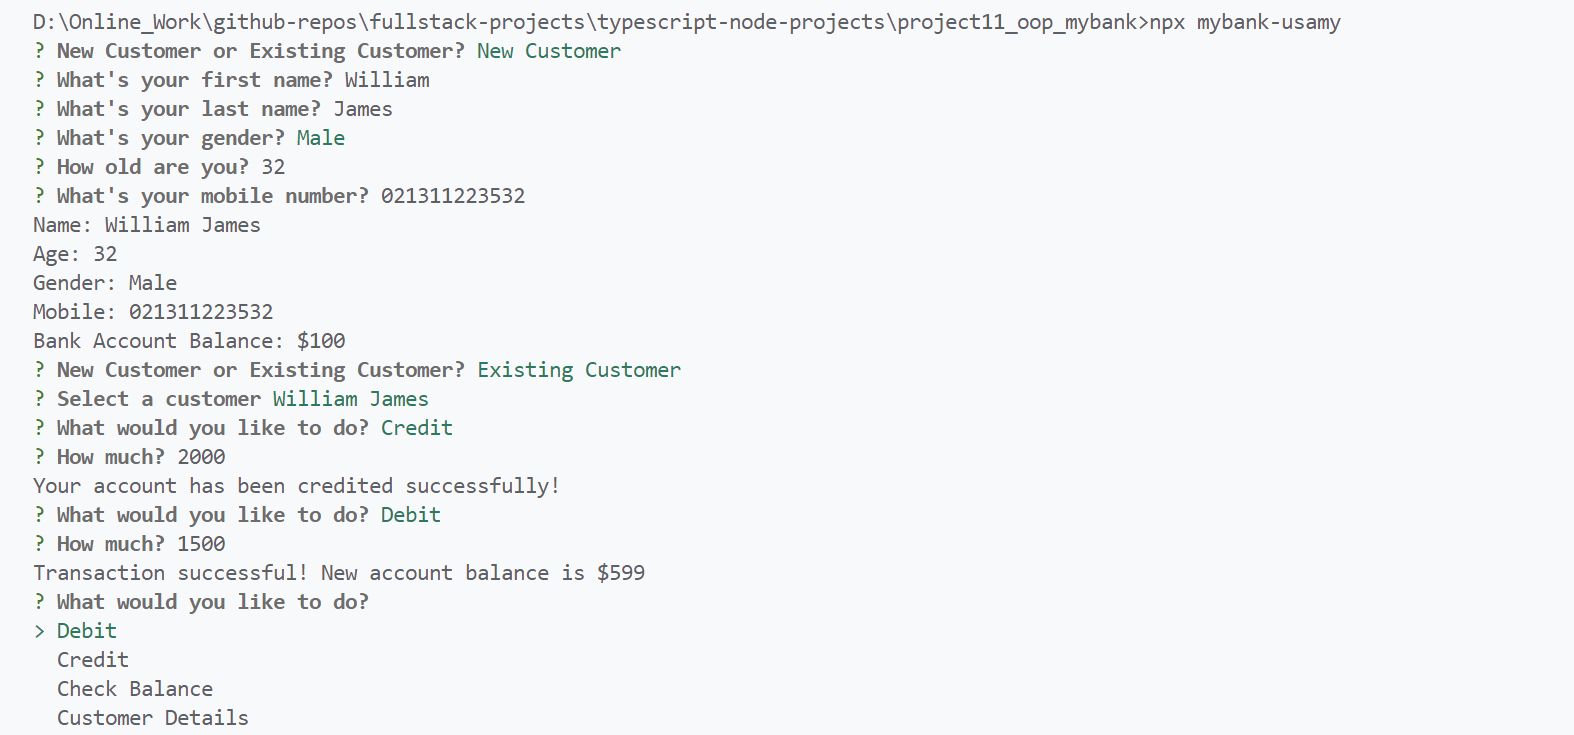 D:\Online_Work\github-repos\fullstack-projects\typescript-node-projects\project11_oop_mybank>npx mybank-usamy
? New Customer or Existing Customer? New Customer
? What's your first name? William
? What's your last name? James
? What's your gender? Male
? How old are you? 32
? What's your mobile number? 021311223532
Name: William James
Age: 32
Gender: Male
Mobile: 021311223532
Bank Account Balance: $100
? New Customer or Existing Customer? Existing Customer
? Select a customer William James
? What would you like to do? Credit
? How much? 2000
Your account has been credited successfully!
? What would you like to do? Debit
? How much? 1500
Transaction successful! New account balance is $599
? What would you like to do?
> Debit
  Credit
  Check Balance
  Customer Details